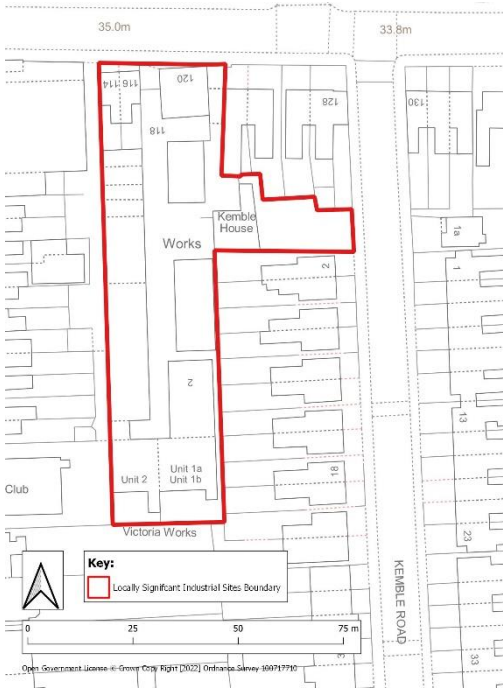 35.0m
33.8m
114
116
120
118
128
130
Kemble
House
1a
Works
2
1
2
13
Unit 2
Unit 1a
Unit 1b
18
Club
Victoria Works
23
Key:
Locally Signifcant Industrial Sites Boundary
KEMBLE ROAD
0
25
50
75 m
33
Open Government License © Crown Copy Right [2022] Ordnance Survey 100717710